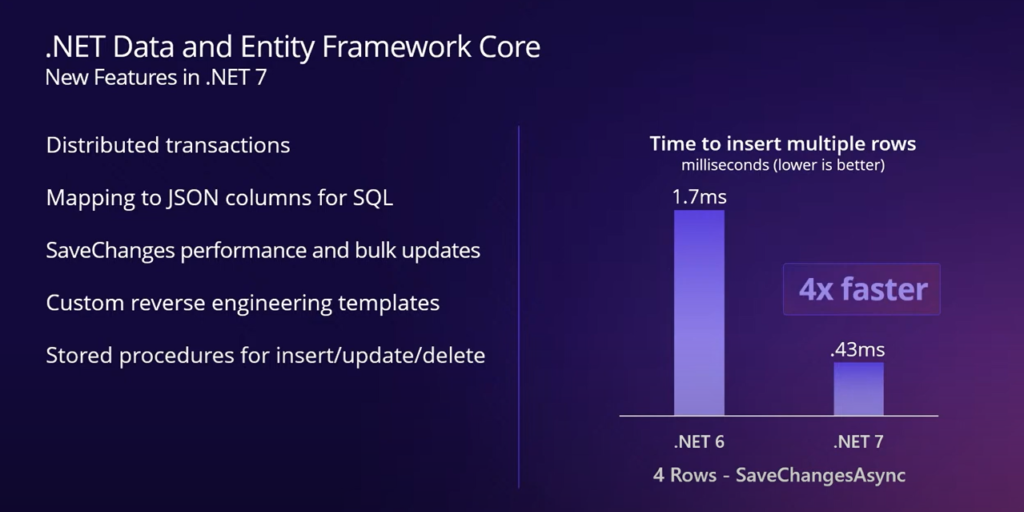 .NET Data and Entity Framework Core
New Features in .NET 7
Distributed transactions
Mapping to JSON columns for SQL
SaveChanges performance and bulk updates
Custom reverse engineering templates
Stored procedures for insert/update/delete
Time to insert multiple rows
milliseconds (lower is better)
1.7ms
4x faster
.43ms
.NET 6
.NET 7
4 Rows - SaveChangesAsync